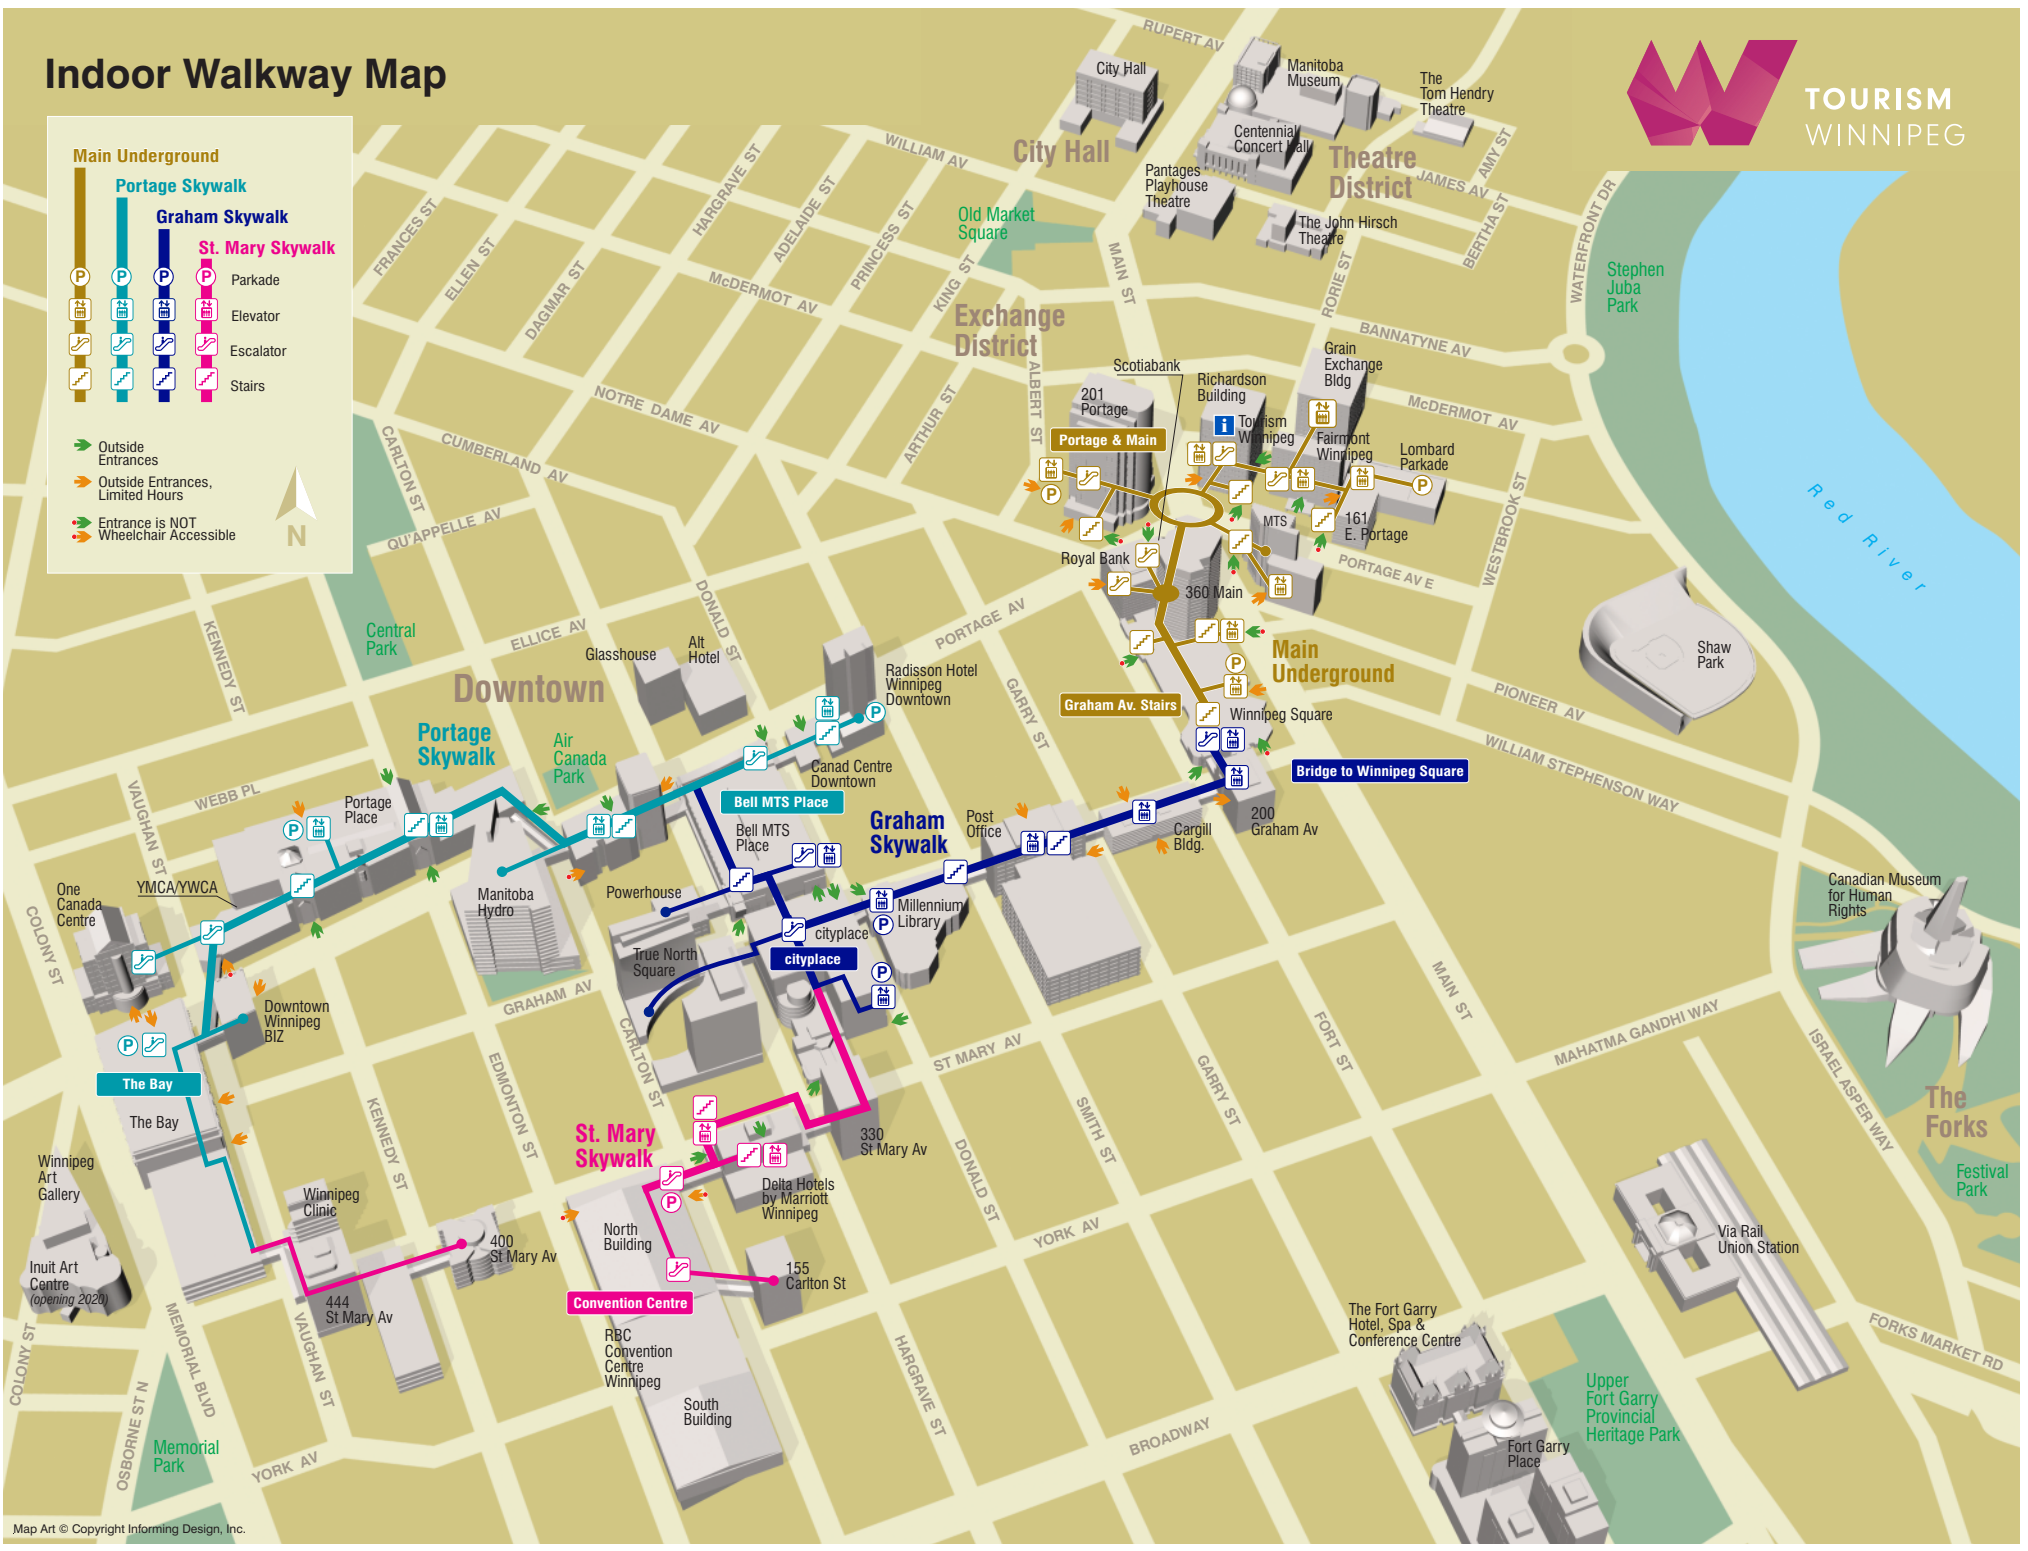 Indoor Walkway Map
Main Underground
Portage Skywalk
Graham Skywalk
St. Mary Skywalk
P P P P Parkade
Elevator
Escalator
Stairs
Outside
Entrances
Outside Entrances,
Limited Hours
Entrance is NOT
Wheelchair Accessible
N
TOURISM
WINNIPEG
RUPERT AV
City Hall
Manitoba
Museum
The
Tom Hendry
Theatre
Centennial
Concert Hall
City Hall
Theatre
District
Pantages
Playhouse
Theatre
The John Hirsch
Theatre
AMY ST
JAMES AV
BERTHA ST
WATERFRONT DR
WILLIAM AV
Old Market
Square
Stephen
Juba
Park
FRANCES ST
ELLEN ST
DAGMAR ST
HARGRAVE ST
ADELAIDE ST
PRINCESS ST
KING ST
MAIN ST
RORIE ST
McDERMOT AV
BANNATYNE AV
Exchange
District
ALBERT ST
ARTHUR ST
NOTRE DAME AV
CUMBERLAND AV
CARLTON ST
QU'APPELLE AV
Scotiabank
201
Portage
Richardson
Building
Grain
Exchange
Bldg
McDERMOT AV
i
Tourism
Winnipeg
Portage & Main
Fairmont
Winnipeg
Lombard
Parkade
P
P
MTS
161
E. Portage
WESTBROOK ST
PORTAGE AV E
Red River
Royal Bank
360 Main
Main
Underground
P
Graham Av. Stairs
Winnipeg Square
Shaw
Park
PIONEER AV
WILLIAM STEPHENSON WAY
Bridge to Winnipeg Square
Central
Park
KENNEDY ST
ELLICE AV
DONALD ST
PORTAGE AV
GARRY ST
Glasshouse
Alt
Hotel
Radisson Hotel
Winnipeg
Downtown
P
Downtown
Portage
Skywalk
Air
Canada
Park
Canad Centre
Downtown
Bell MTS Place
Bell MTS
Place
Graham
Skywalk
Post
Office
Cargill
Bldg.
200
Graham Av
WEBB PL
VAUGHAN ST
Portage
Place
P
YMCA/YWCA
One
Canada
Centre
Manitoba
Hydro
Powerhouse
Millennium
Library
P
cityplace
cityplace
True North
Square
P
COLONY ST
GRAHAM AV
Downtown
Winnipeg
BIZ
P
The Bay
The Bay
CARLTON ST
EDMONTON ST
KENNEDY ST
ST MARY AV
MAIN ST
FORT ST
GARRY ST
SMITH ST
DONALD ST
MAHATMA GANDHI WAY
ISRAEL ASPER WAY
Canadian Museum
for Human
Rights
The
Forks
Festival
Park
St. Mary
Skywalk
330
St Mary Av
Delta Hotels
by Marriott
Winnipeg
P
North
Building
155
Carlton St
Convention Centre
RBC
Convention
Centre
Winnipeg
South
Building
Winnipeg
Art
Gallery
Inuit Art
Centre
(opening 2020)
Winnipeg
Clinic
400
St Mary Av
444
St Mary Av
YORK AV
Via Rail
Union Station
The Fort Garry
Hotel, Spa &
Conference Centre
FORKS MARKET RD
Upper
Fort Garry
Provincial
Heritage Park
Fort Garry
Place
BROADWAY
HARGRAVE ST
VAUGHAN ST
MEMORIAL BLVD
COLONY ST
OSBORNE ST N
Memorial
Park
YORK AV
Map Art © Copyright Informing Design, Inc.